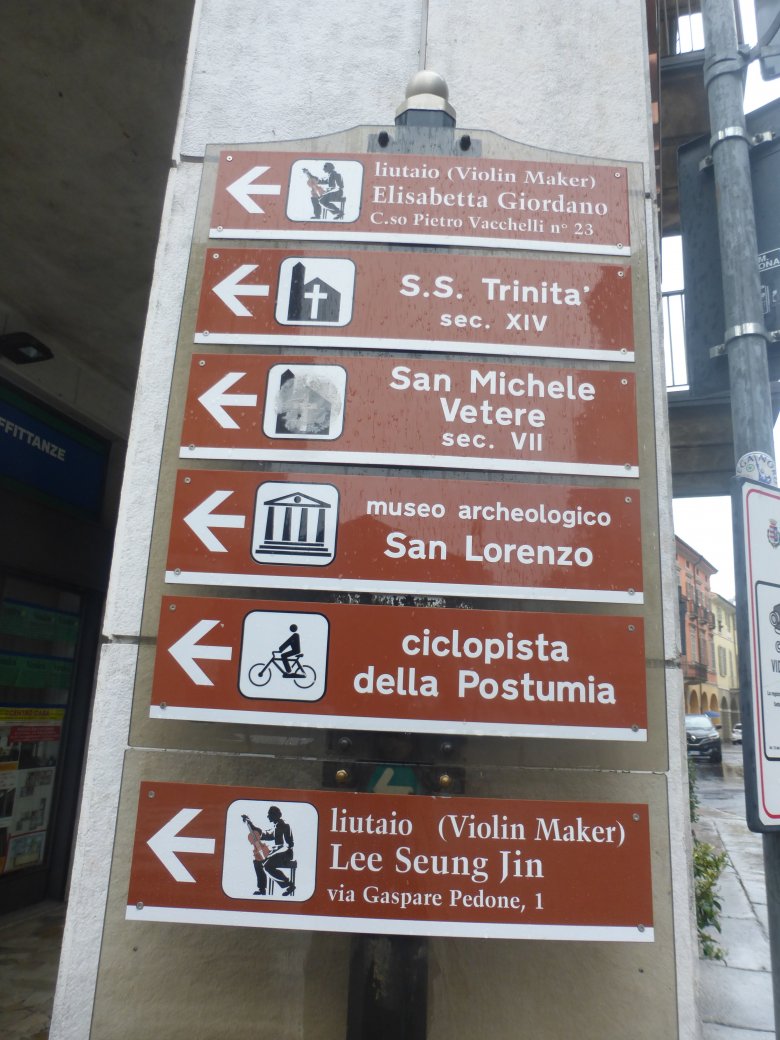 liutaio (Violin Maker)
Elisabetta Giordano
C.so Pietro Vacchelli n° 23
S.S. Trinita'
sec. XIV
San Michele
Vetere
sec. VII
museo archeologico
San Lorenzo
ciclopista
della Postumia
liutaio (Violin Maker)
Lee Seung Jin
via Gaspare Pedone, 1
FFITTANZE